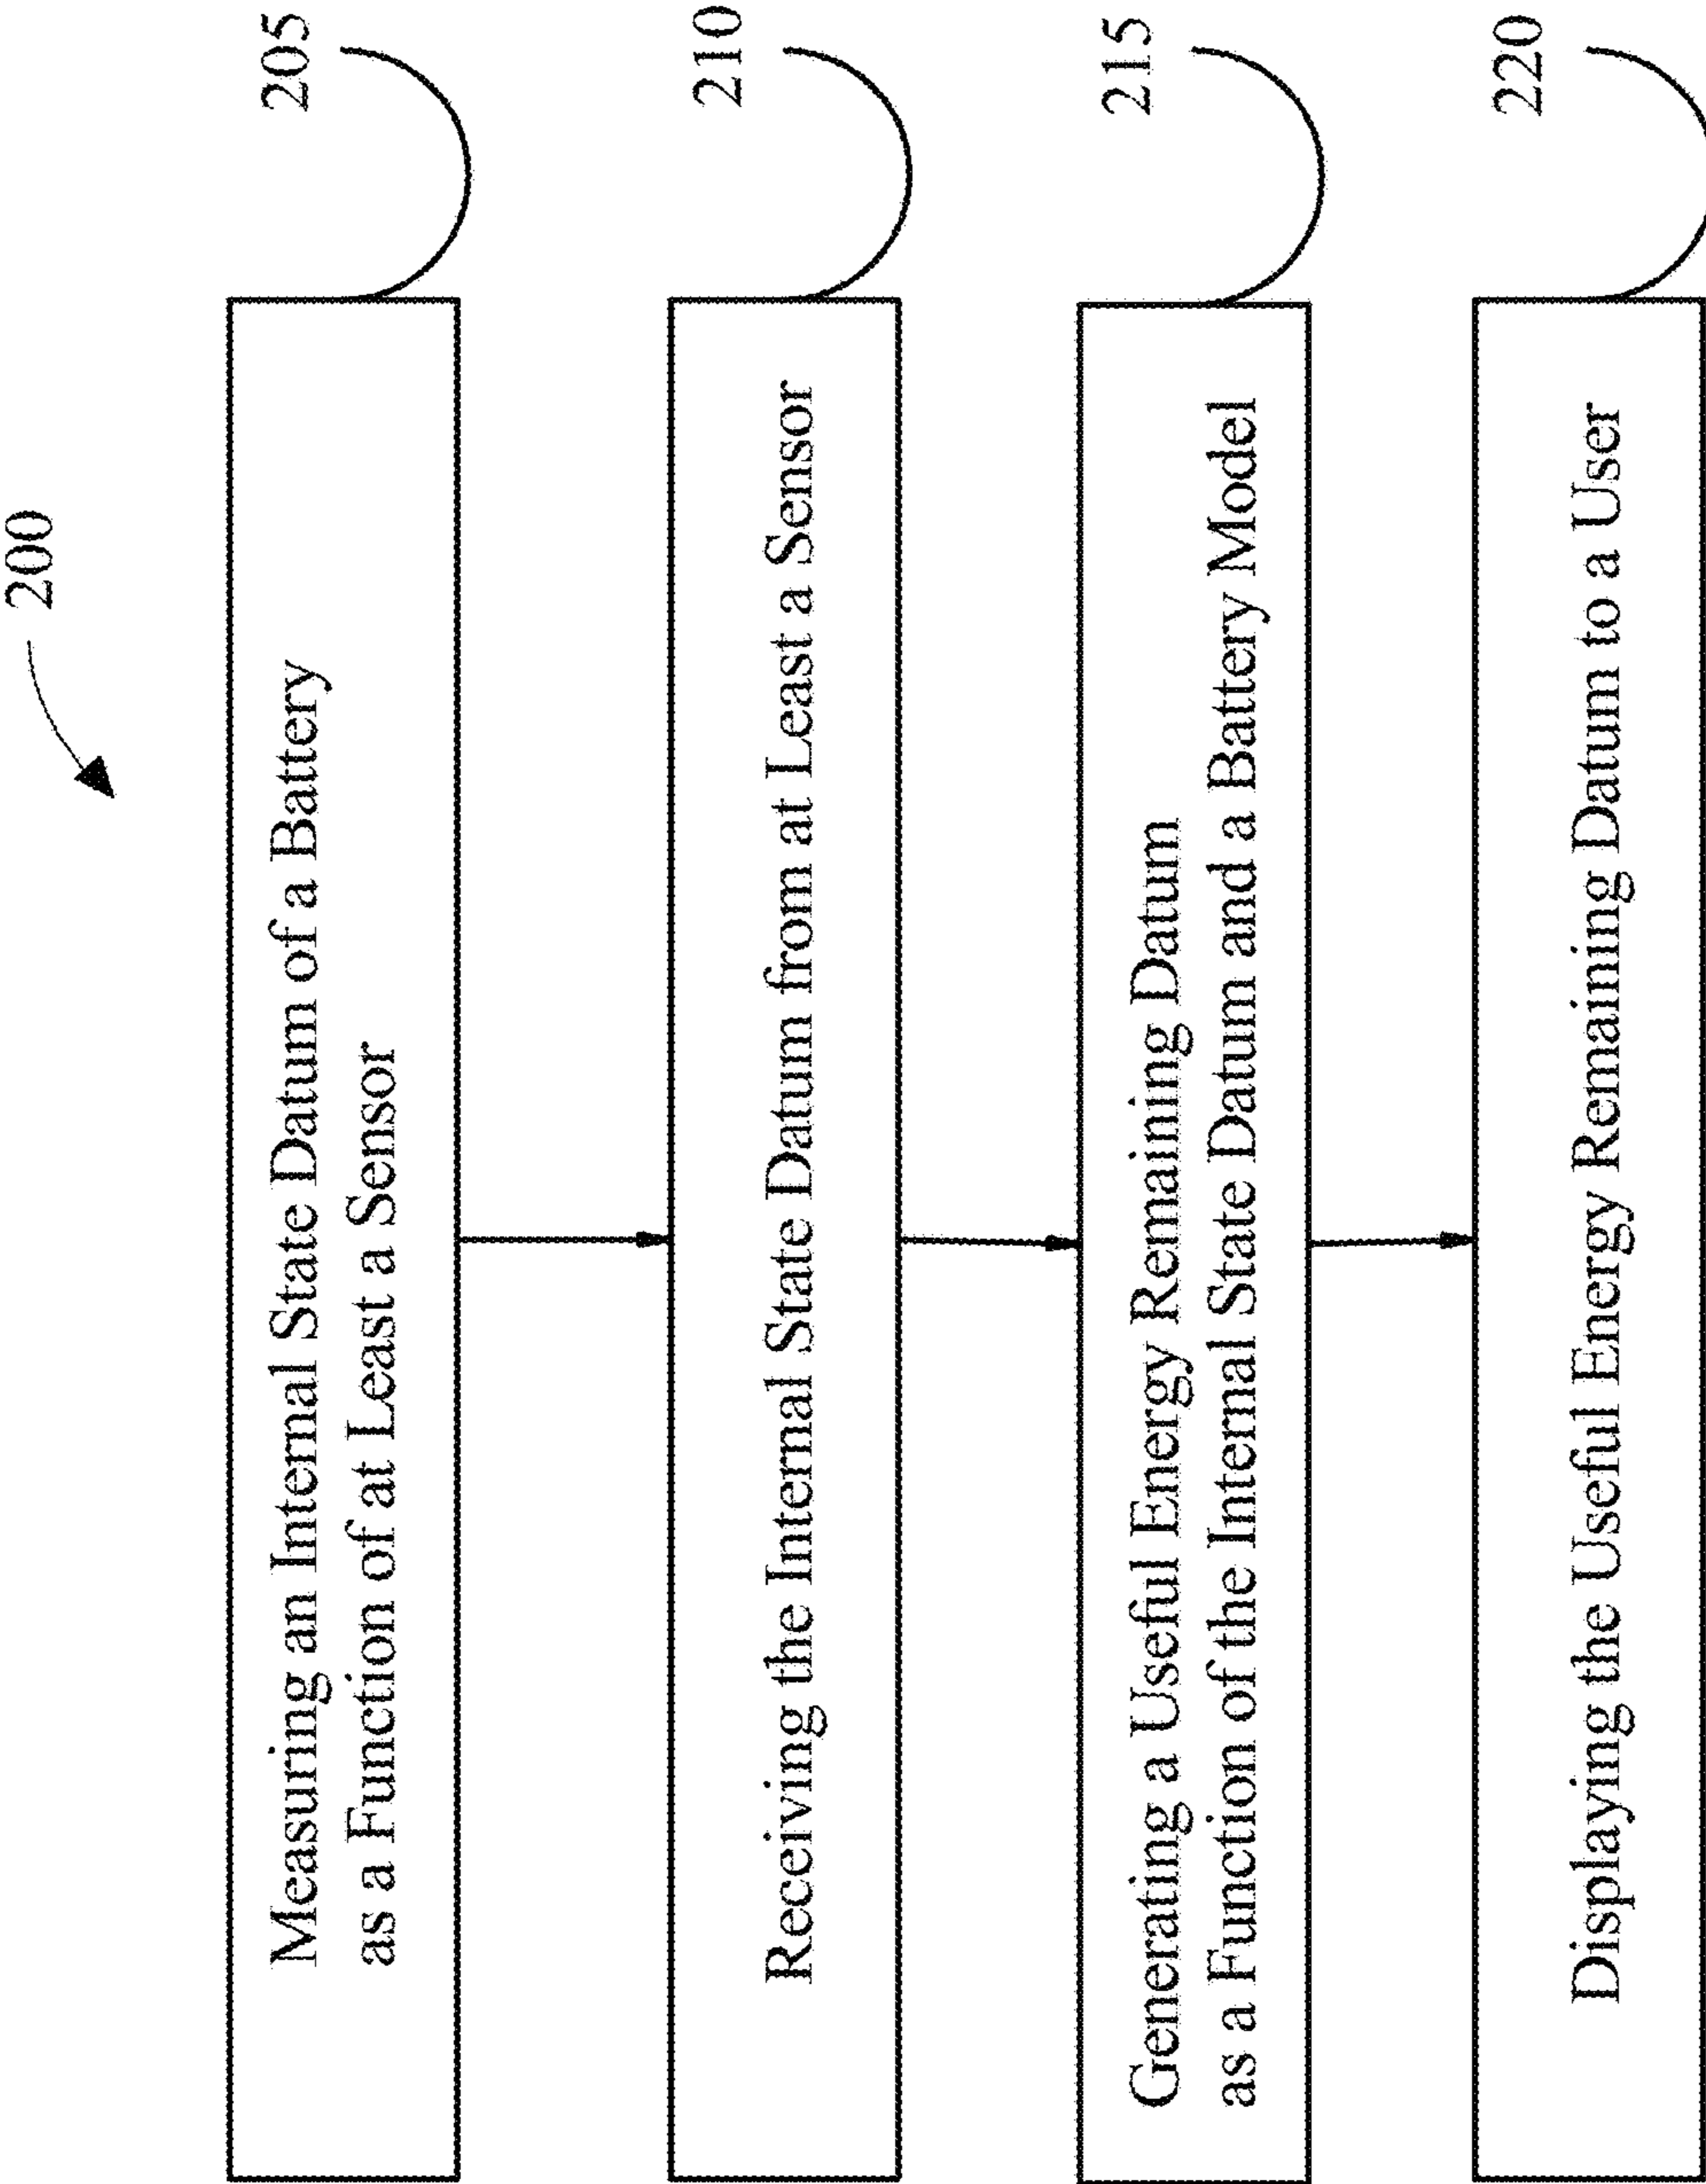 200
205
Measuring an Internal State Datum of a Battery
as a Function of at Least a Sensor
210
Receiving the Internal State Datum from at Least a Sensor
215
Generating a Useful Energy Remaining Datum
as a Function of the Internal State Datum and a Battery Model
220
Displaying the Useful Energy Remaining Datum to a User